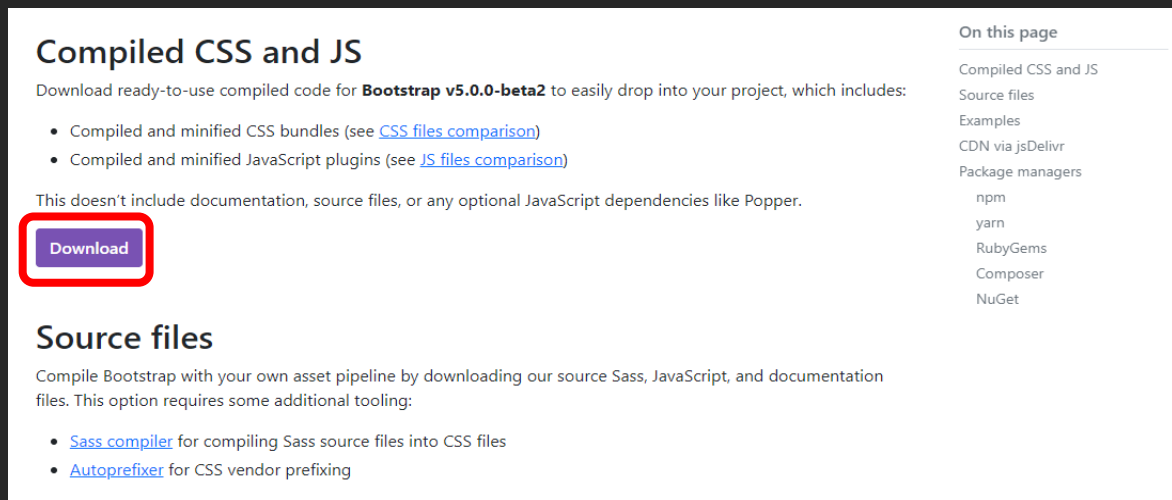 Compiled CSS and JS
Download ready-to-use compiled code for Bootstrap v5.0.0-beta2 to easily drop into your project, which includes:
Compiled and minified CSS bundles (see CSS files comparison)
Compiled and minified JavaScript plugins (see JS files comparison)
This doesn't include documentation, source files, or any optional JavaScript dependencies like Popper.
Download
Source files
Compile Bootstrap with your own asset pipeline by downloading our source Sass, JavaScript, and documentation
files. This option requires some additional tooling:
Sass compiler for compiling Sass source files into CSS files
Autoprefixer for CSS vendor prefixing
On this page
Compiled CSS and JS
Source files
Examples
CDN via jsDelivr
Package managers
npm
yarn
RubyGems
Composer
NuGet